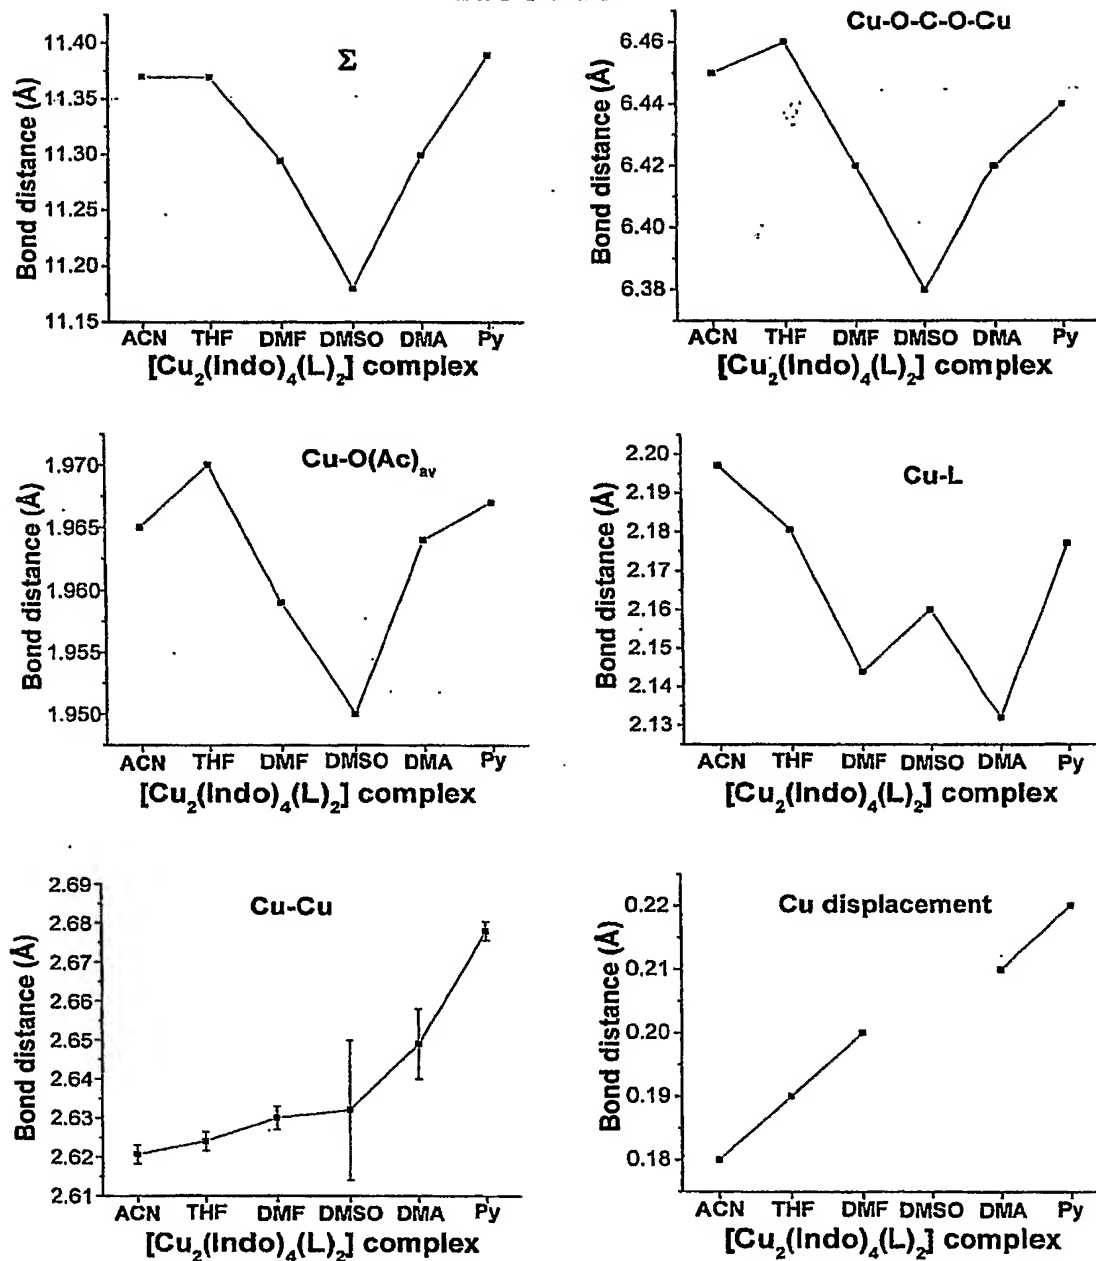 Σ
Bond distance (Å)
11.40
11.35
11.30
11.25
11.20
11.15
ACN THF DMF DMSO DMA Py
[Cu₂(Indo)₄(L)₂] complex
Cu-O-C-O-Cu
Bond distance (Å)
6.46
6.44
6.42
6.40
6.38
ACN THF DMF DMSO DMA Py
[Cu₂(Indo)₄(L)₂] complex
Cu-O(Ac)ₐᵥ
Bond distance (Å)
1.970
1.965
1.960
1.955
1.950
ACN THF DMF DMSO DMA Py
[Cu₂(Indo)₄(L)₂] complex
Cu-L
Bond distance (Å)
2.20
2.19
2.18
2.17
2.16
2.15
2.14
2.13
ACN THF DMF DMSO DMA Py
[Cu₂(Indo)₄(L)₂] complex
Cu-Cu
Bond distance (Å)
2.69
2.68
2.67
2.66
2.65
2.64
2.63
2.62
2.61
ACN THF DMF DMSO DMA Py
[Cu₂(Indo)₄(L)₂] complex
Cu displacement
Bond distance (Å)
0.22
0.21
0.20
0.19
0.18
ACN THF DMF DMSO DMA Py
[Cu₂(Indo)₄(L)₂] complex